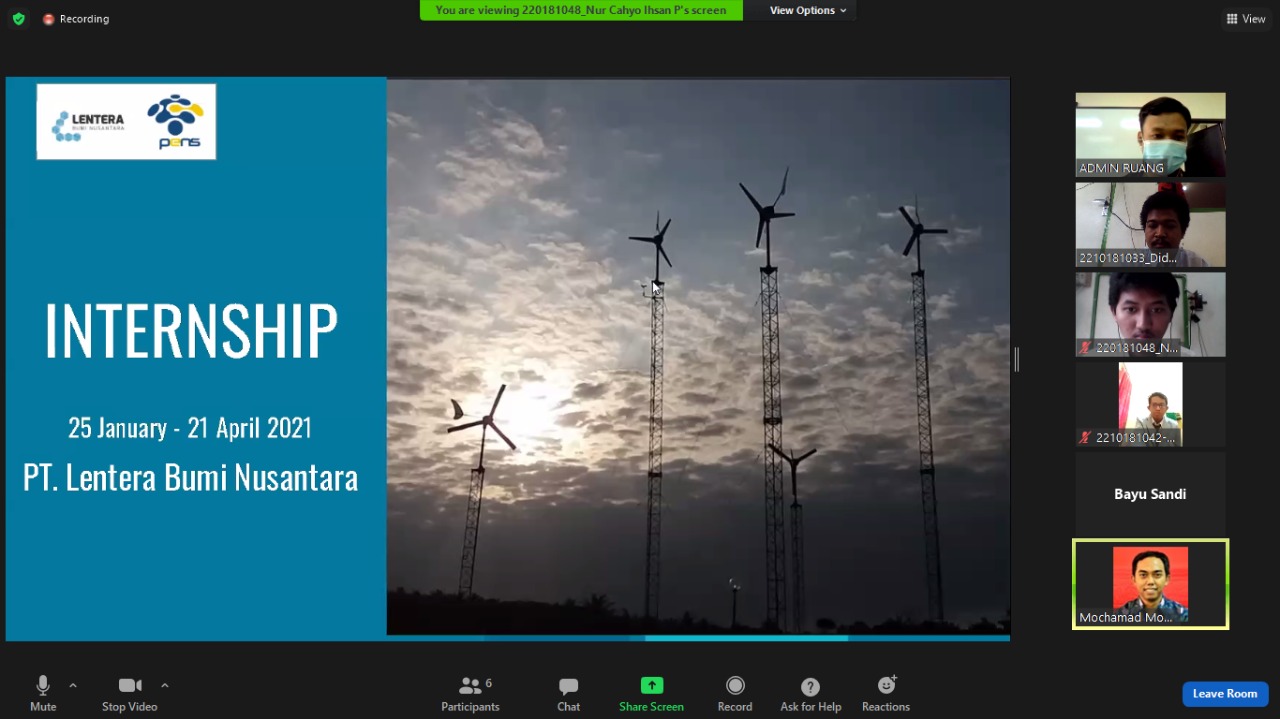 Recording
You are viewing 220181048_Nur Cahyo Ihsan P's screen
View Options
View
LENTERA
BUMI NUSANTARA
pens
INTERNSHIP
25 January - 21 April 2021
PT. Lentera Bumi Nusantara
ADMIN RUANG
2210181033_Did...
220181048_N...
2210181042-...
Bayu Sandi
Mochamad Mo...
Mute
Stop Video
Participants
6
Chat
Share Screen
Record
Ask for Help
Reactions
Leave Room